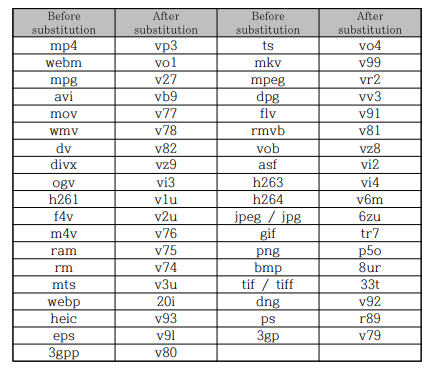 Before substitution After substitution Before substitution After substitution
mp4 vp3 ts vo4
webm vo1 mkv v99
mpg v27 mpeg vr2
avi vb9 dpg vv3
mov v77 flv v91
wmv v78 rmvb v81
dv v82 vob vz8
divx vz9 asf vi2
ogv vi3 h263 vi4
h261 v1u h264 v6m
f4v v2u jpeg / jpg 6zu
m4v v76 gif tr7
ram v75 png p5o
rm v74 bmp 8ur
mts v3u tif / tiff 33t
webp 20i dng v92
heic v93 ps r89
eps v9l 3gp v79
3gpp v80